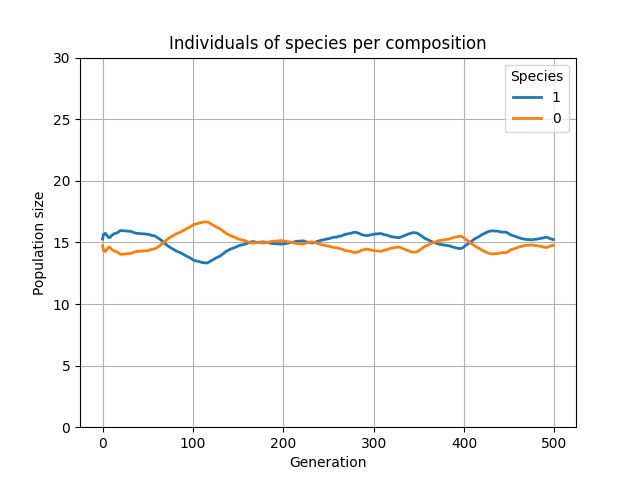 Individuals of species per composition
Species
1
0
Population size
30
25
20
15
10
5
0
0 100 200 300 400 500
Generation